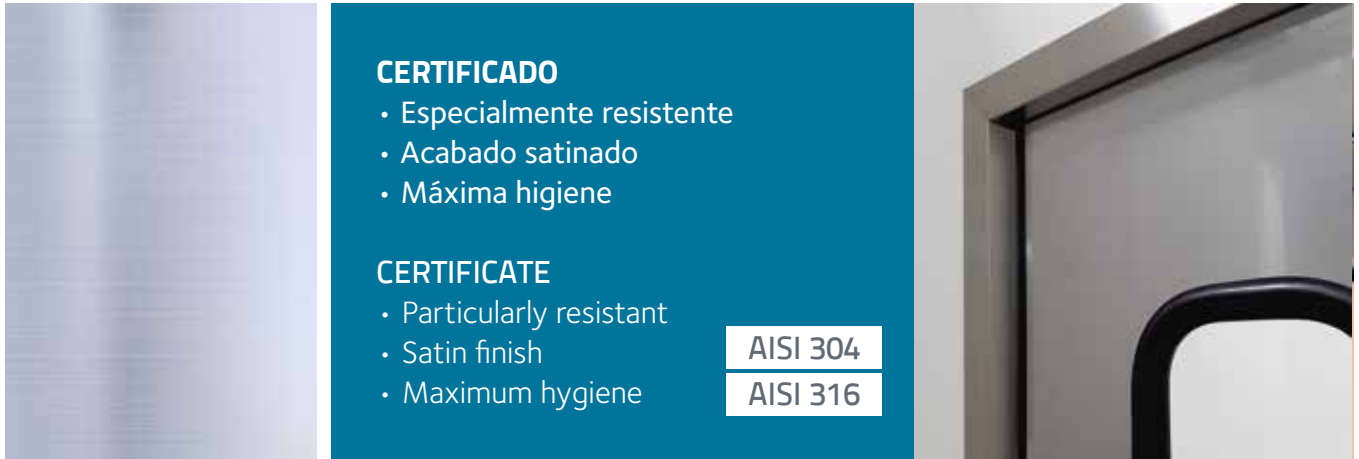 CERTIFICADO
• Especialmente resistente
• Acabado satinado
• Máxima higiene
CERTIFICATE
• Particularly resistant
• Satin finish
• Maximum hygiene
AISI 304
AISI 316